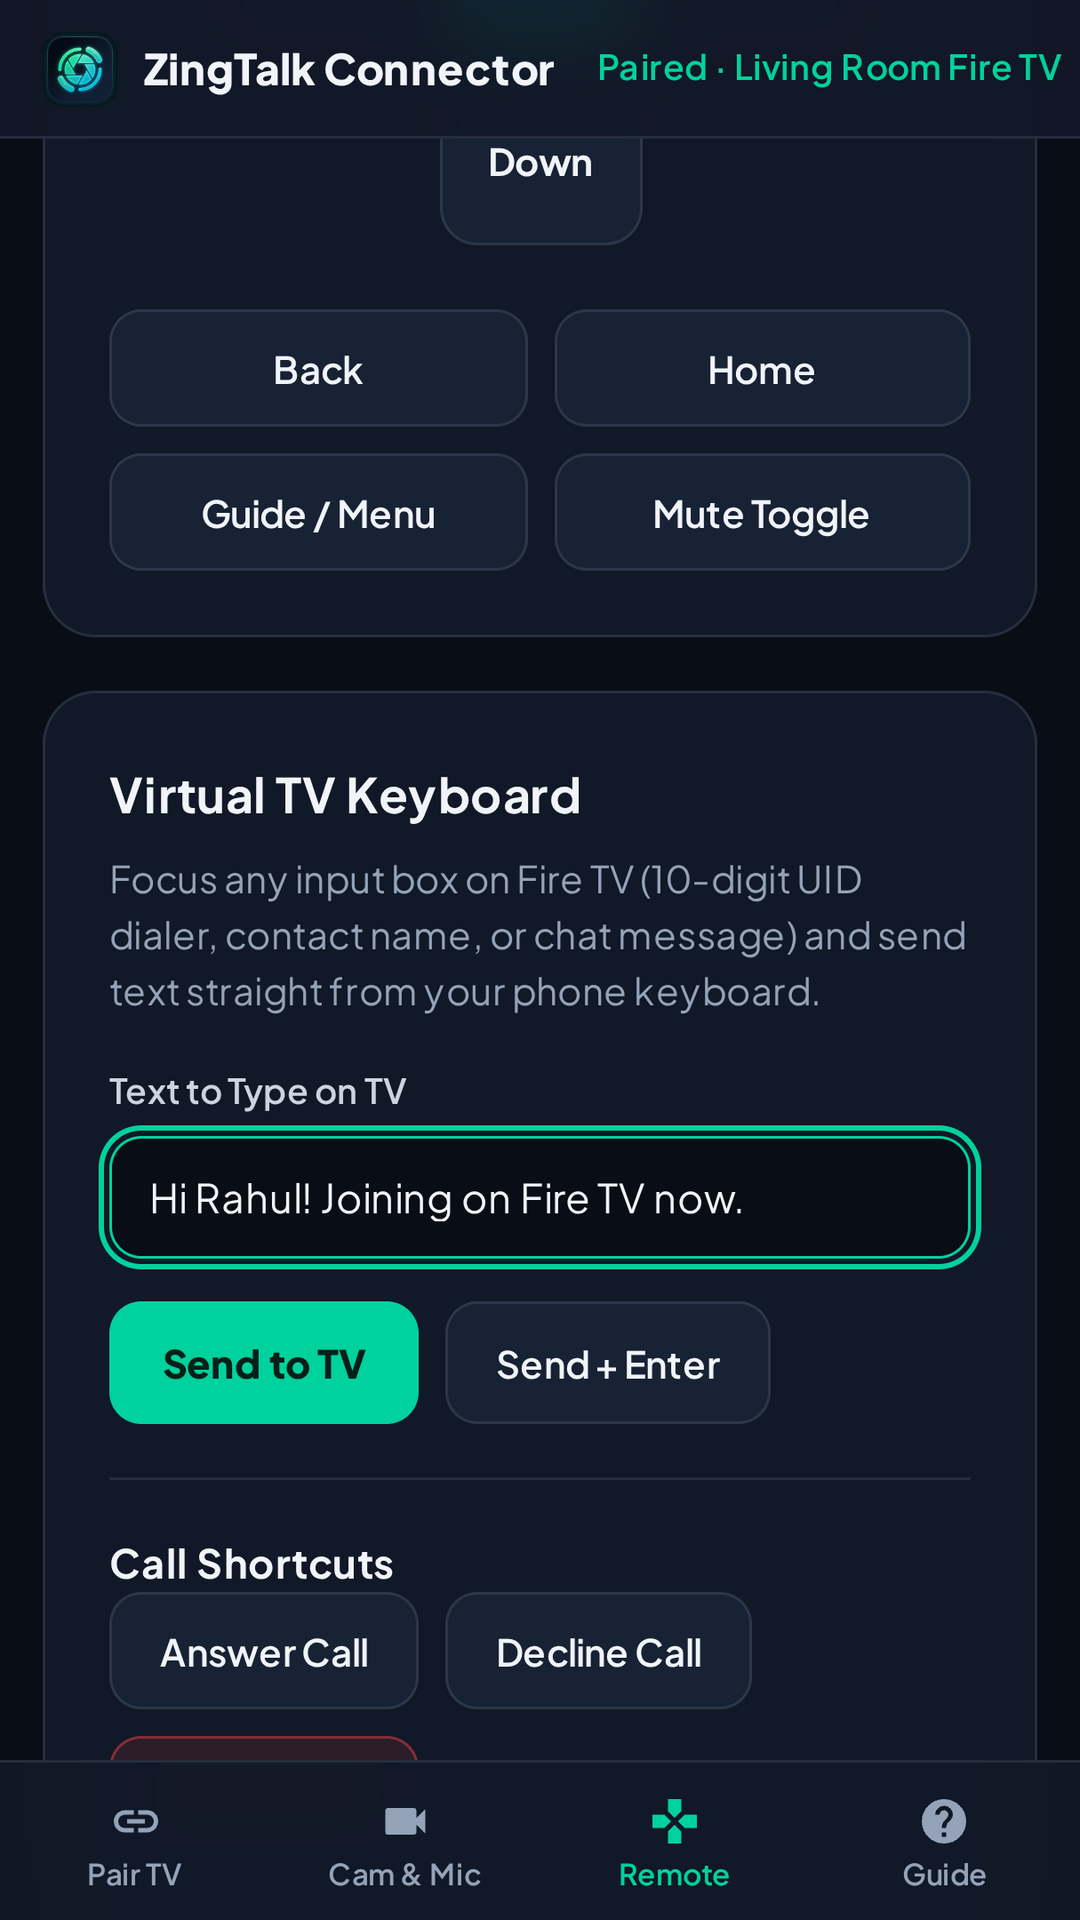 ZingTalk Connector
Paired · Living Room Fire TV
Down
Back
Home
Guide / Menu
Mute Toggle
Virtual TV Keyboard
Focus any input box on Fire TV (10-digit UID
dialer, contact name, or chat message) and send
text straight from your phone keyboard.
Text to Type on TV
Hi Rahul! Joining on Fire TV now.
Send to TV
Send + Enter
Call Shortcuts
Answer Call
Decline Call
Pair TV
Cam & Mic
Remote
Guide